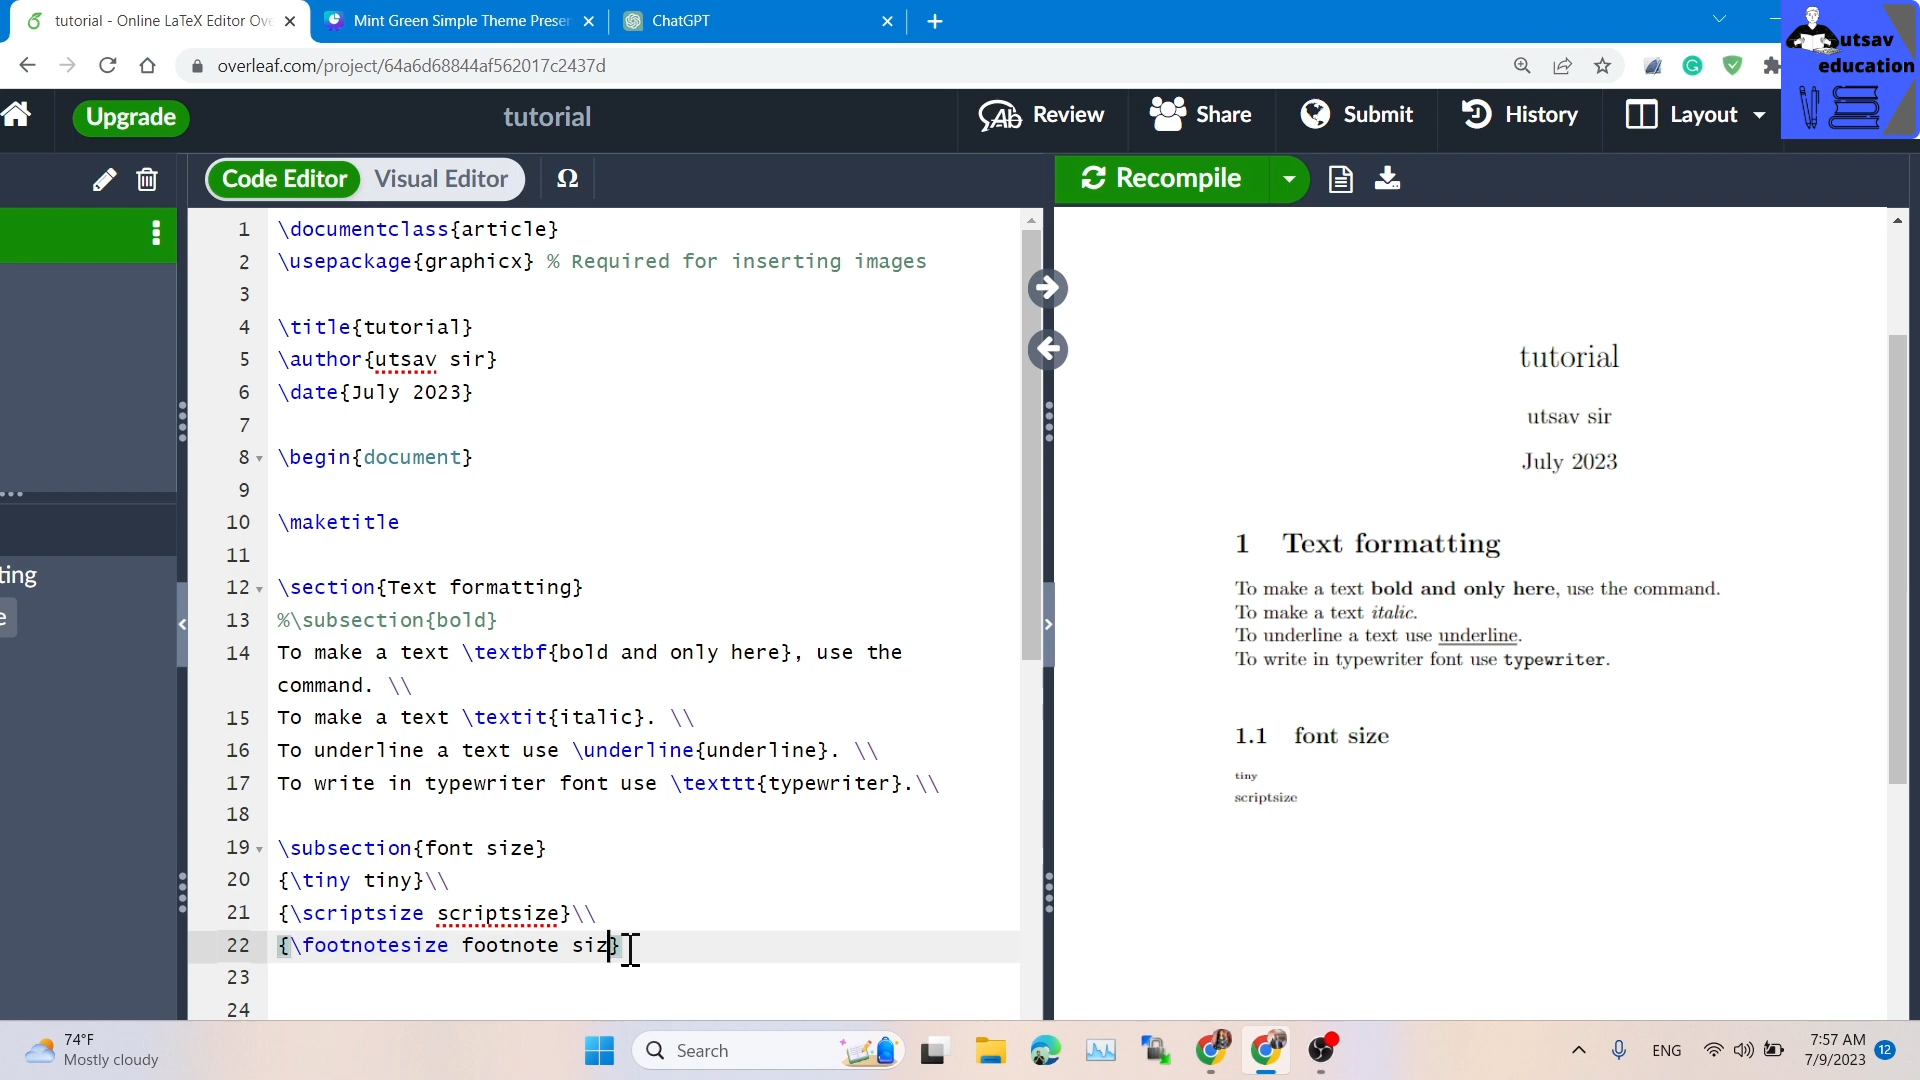 tutorial - Online LaTeX Editor Ove
Mint Green Simple Theme Presen
ChatGPT
overleaf.com/project/64a6d68844af562017c2437d
utsav
education
Upgrade
tutorial
Review
Share
Submit
History
Layout
Code Editor
Visual Editor
Ω
Recompile
1 \documentclass{article}
2 \usepackage{graphicx} % Required for inserting images
3
4 \title{tutorial}
5 \author{utsav sir}
6 \date{July 2023}
7
8 \begin{document}
9
10 \maketitle
11
12 \section{Text formatting}
13 %\subsection{bold}
14 To make a text \textbf{bold and only here}, use the
command. \\
15 To make a text \textit{italic}. \\
16 To underline a text use \underline{underline}. \\
17 To write in typewriter font use \texttt{typewriter}.\\
18
19 \subsection{font size}
20 {\tiny tiny}\\
21 {\scriptsize scriptsize}\\
22 {\footnotesize footnote siz}
23
24
ting
e
tutorial
utsav sir
July 2023
1 Text formatting
To make a text bold and only here, use the command.
To make a text italic.
To underline a text use underline.
To write in typewriter font use typewriter.
1.1 font size
tiny
scriptsize
74°F
Mostly cloudy
Search
ENG
7:57 AM
7/9/2023
12